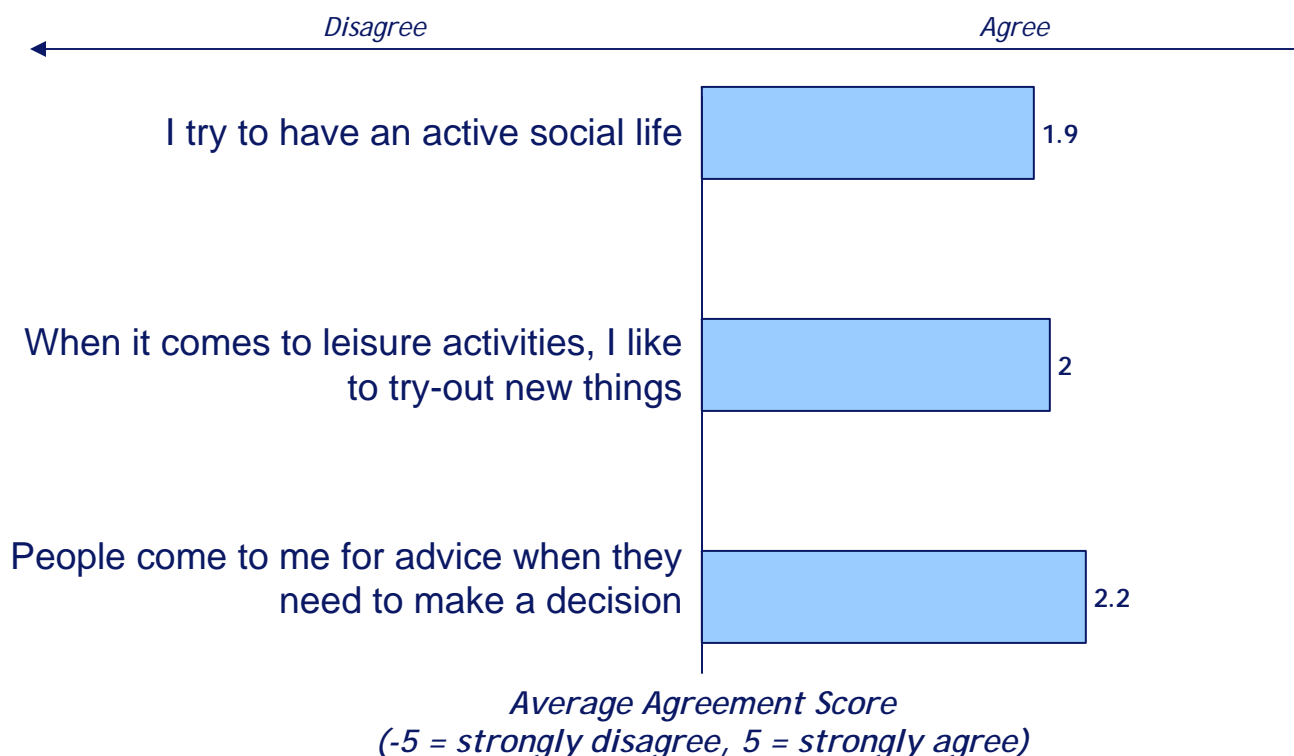 Disagree Agree
I try to have an active social life 1.9
When it comes to leisure activities, I like
to try-out new things 2
People come to me for advice when they
need to make a decision 2.2
Average Agreement Score
(-5 = strongly disagree, 5 = strongly agree)